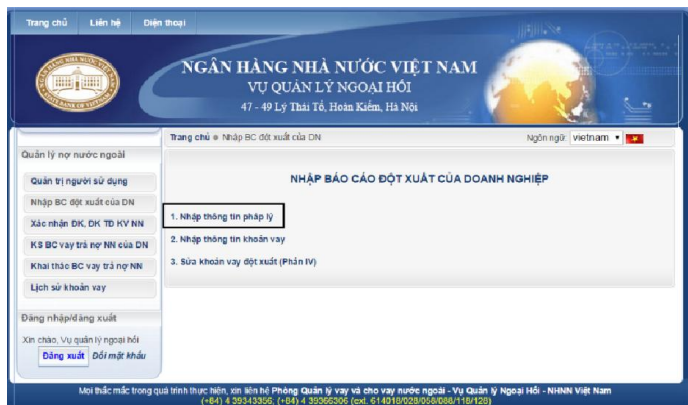 Trang chủ Liên hệ Điện thoại
NGÂN HÀNG NHÀ NƯỚC VIỆT NAM
VỤ QUẢN LÝ NGOẠI HỐI
47 - 49 Lý Thái Tổ, Hoàn Kiếm, Hà Nội
Trang chủ Nhập BC đột xuất của DN Ngôn ngữ: vietnam
Quản lý nợ nước ngoài
Quản trị người sử dụng
Nhập BC đột xuất của DN
Xác nhận ĐK, ĐK TĐ KV NN
KS BC vay trả nợ NN của DN
Khai thác BC vay trả nợ NN
Lịch sử khoản vay
NHẬP BÁO CÁO ĐỘT XUẤT CỦA DOANH NGHIỆP
1. Nhập thông tin pháp lý
2. Nhập thông tin khoản vay
3. Sửa khoản vay đột xuất (Phần IV)
Đăng nhập/đăng xuất
Xin chào, Vụ quản lý ngoại hối
Đăng xuất Đổi mật khẩu
Mọi thắc mắc trong quá trình thực hiện, xin liên hệ Phòng Quản lý vay và cho vay nước ngoài - Vụ Quản lý Ngoại Hối - NHNN Việt Nam
(+84) 4 39343356; (+84) 4 39366306 (ext. 614018/028/058/088/118/128)